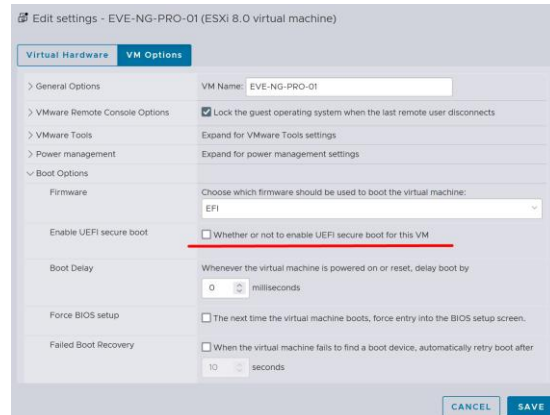 Edit settings - EVE-NG-PRO-01 (ESXi 8.0 virtual machine)
Virtual Hardware VM Options
General Options VM Name: EVE-NG-PRO-01
VMware Remote Console Options Lock the guest operating system when the last remote user disconnects
VMware Tools Expand for VMware Tools settings
Power management Expand for power management settings
Boot Options
Firmware Choose which firmware should be used to boot the virtual machine:
EFI
Enable UEFI secure boot Whether or not to enable UEFI secure boot for this VM
Boot Delay Whenever the virtual machine is powered on or reset, delay boot by
0 milliseconds
Force BIOS setup The next time the virtual machine boots, force entry into the BIOS setup screen.
Failed Boot Recovery When the virtual machine fails to find a boot device, automatically retry boot after
10 seconds
CANCEL SAVE